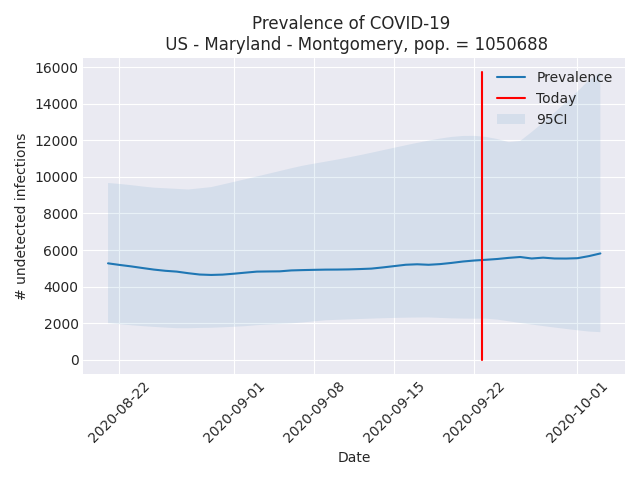 Prevalence of COVID-19
US - Maryland - Montgomery, pop. = 1050688
16000
14000
12000
10000
8000
6000
4000
2000
0
# undetected infections
Prevalence
Today
95CI
2020-08-22
2020-09-01
2020-09-08
2020-09-15
2020-09-22
2020-10-01
Date